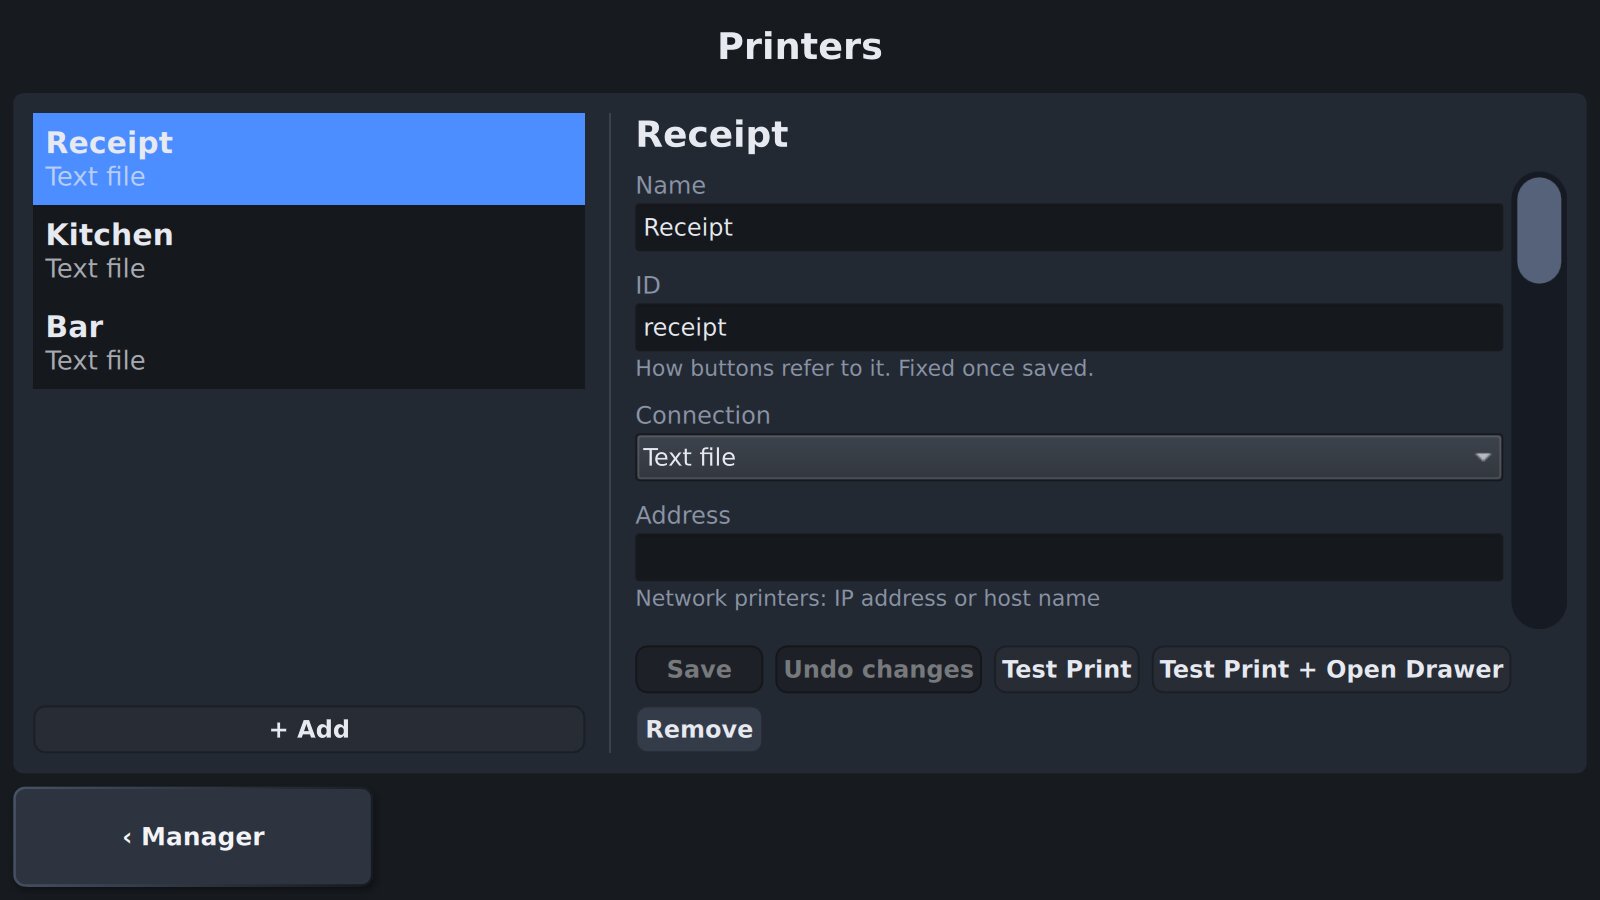 Printers
Receipt
Text file
Kitchen
Text file
Bar
Text file
+ Add
Receipt
Name
Receipt
ID
receipt
How buttons refer to it. Fixed once saved.
Connection
Text file
Address
Network printers: IP address or host name
Save Undo changes Test Print Test Print + Open Drawer
Remove
‹ Manager